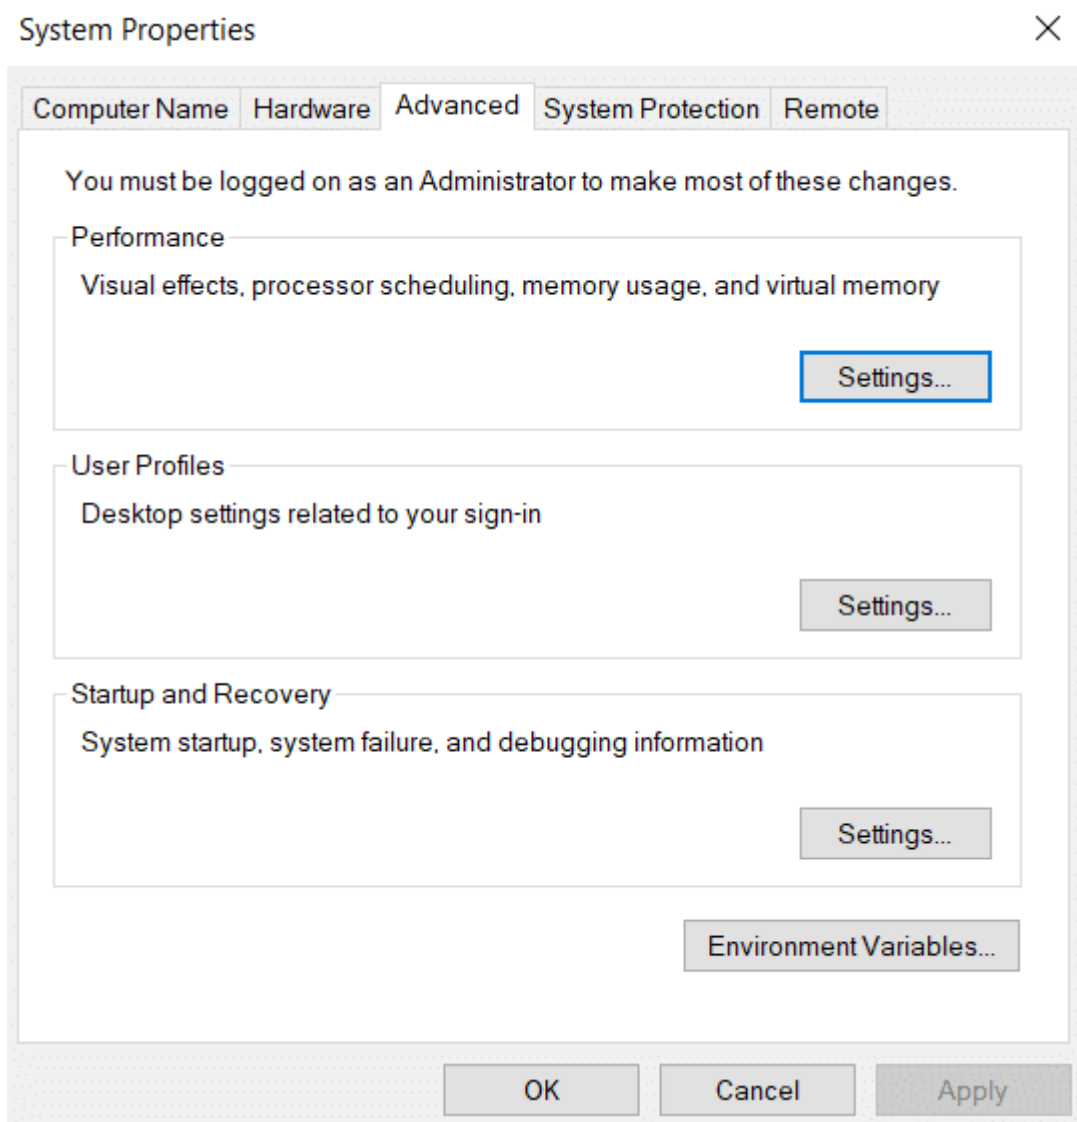 System Properties
Computer Name Hardware Advanced System Protection Remote
You must be logged on as an Administrator to make most of these changes.
Performance
Visual effects, processor scheduling, memory usage, and virtual memory
Settings...
User Profiles
Desktop settings related to your sign-in
Settings...
Startup and Recovery
System startup, system failure, and debugging information
Settings...
Environment Variables...
OK Cancel Apply